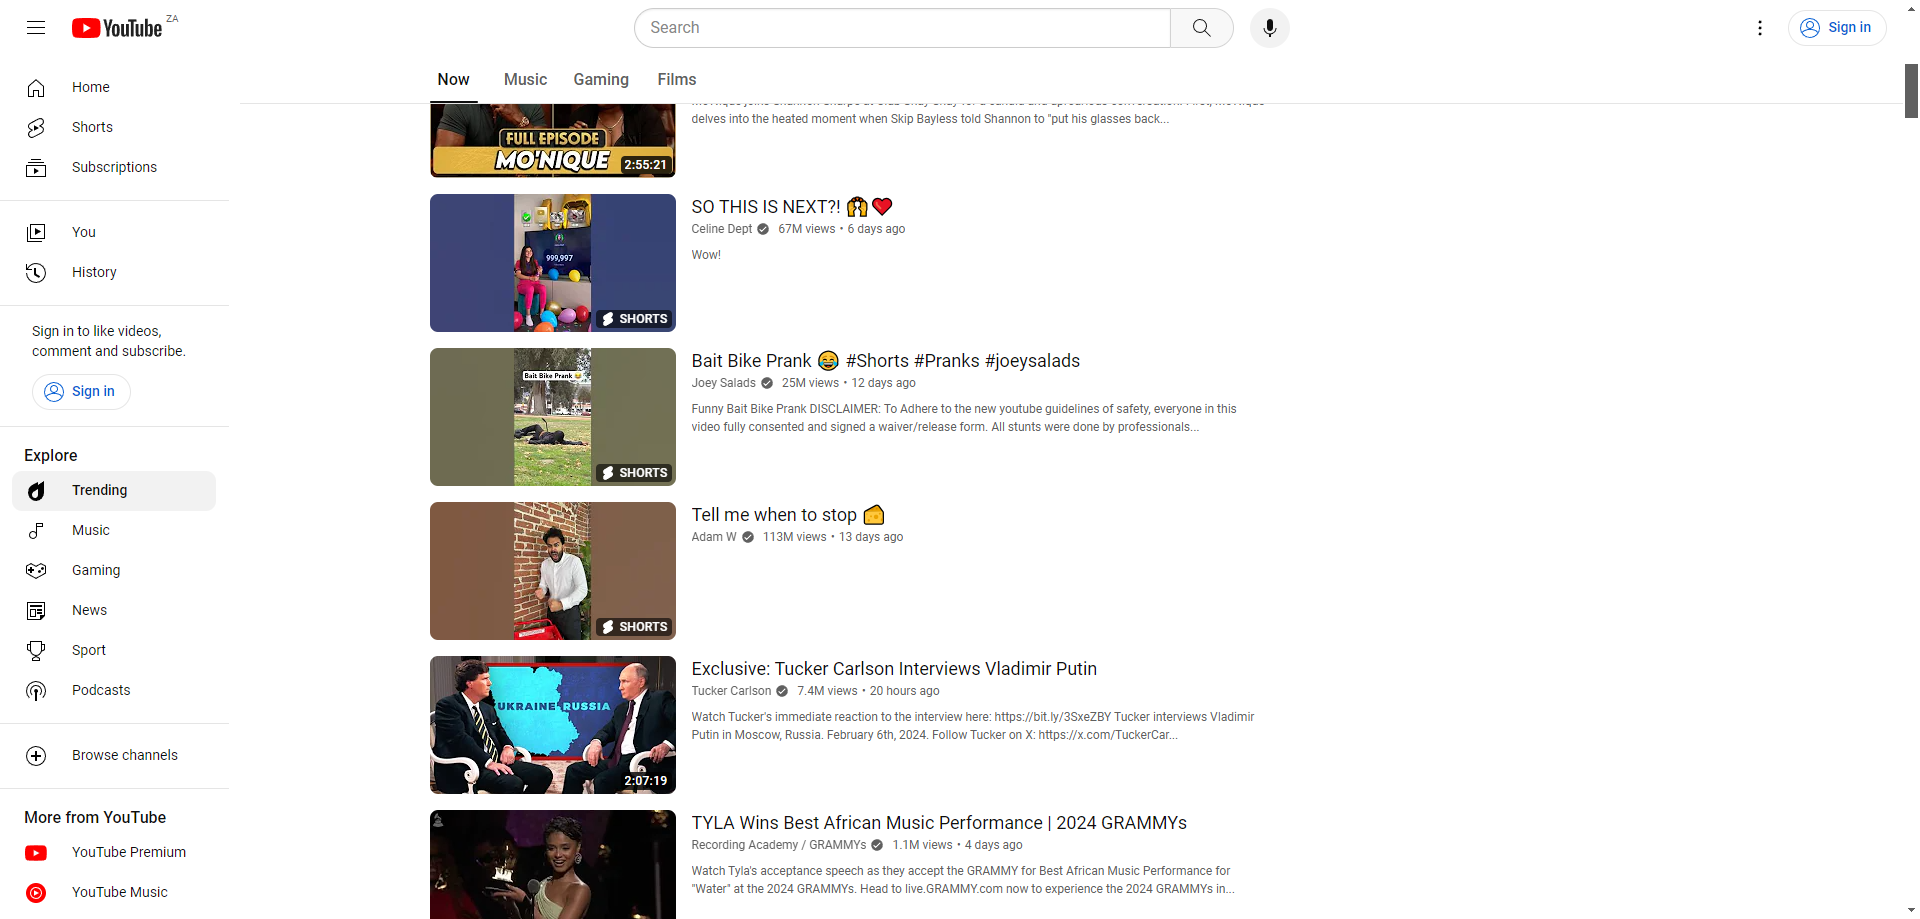 YouTube ZA
Search
Sign in
Home
Shorts
Subscriptions
You
History
Sign in to like videos,
comment and subscribe.
Sign in
Explore
Trending
Music
Gaming
News
Sport
Podcasts
Browse channels
More from YouTube
YouTube Premium
YouTube Music
Now
Music
Gaming
Films
delves into the heated moment when Skip Bayless told Shannon to "put his glasses back...
FULL EPISODE
MO'NIQUE
2:55:21
999,997
SHORTS
SO THIS IS NEXT?! 🙌❤️
Celine Dept 67M views • 6 days ago
Wow!
Bait Bike Prank 😂
SHORTS
Bait Bike Prank 😂 #Shorts #Pranks #joeysalads
Joey Salads 25M views • 12 days ago
Funny Bait Bike Prank DISCLAIMER: To Adhere to the new youtube guidelines of safety, everyone in this
video fully consented and signed a waiver/release form. All stunts were done by professionals...
SHORTS
Tell me when to stop 🧀
Adam W 113M views • 13 days ago
UKRAINE RUSSIA
2:07:19
Exclusive: Tucker Carlson Interviews Vladimir Putin
Tucker Carlson 7.4M views • 20 hours ago
Watch Tucker's immediate reaction to the interview here: https://bit.ly/3SxeZBY Tucker interviews Vladimir
Putin in Moscow, Russia. February 6th, 2024. Follow Tucker on X: https://x.com/TuckerCar...
TYLA Wins Best African Music Performance | 2024 GRAMMYs
Recording Academy / GRAMMYs 1.1M views • 4 days ago
Watch Tyla's acceptance speech as they accept the GRAMMY for Best African Music Performance for
"Water" at the 2024 GRAMMYs. Head to live.GRAMMY.com now to experience the 2024 GRAMMYs in...